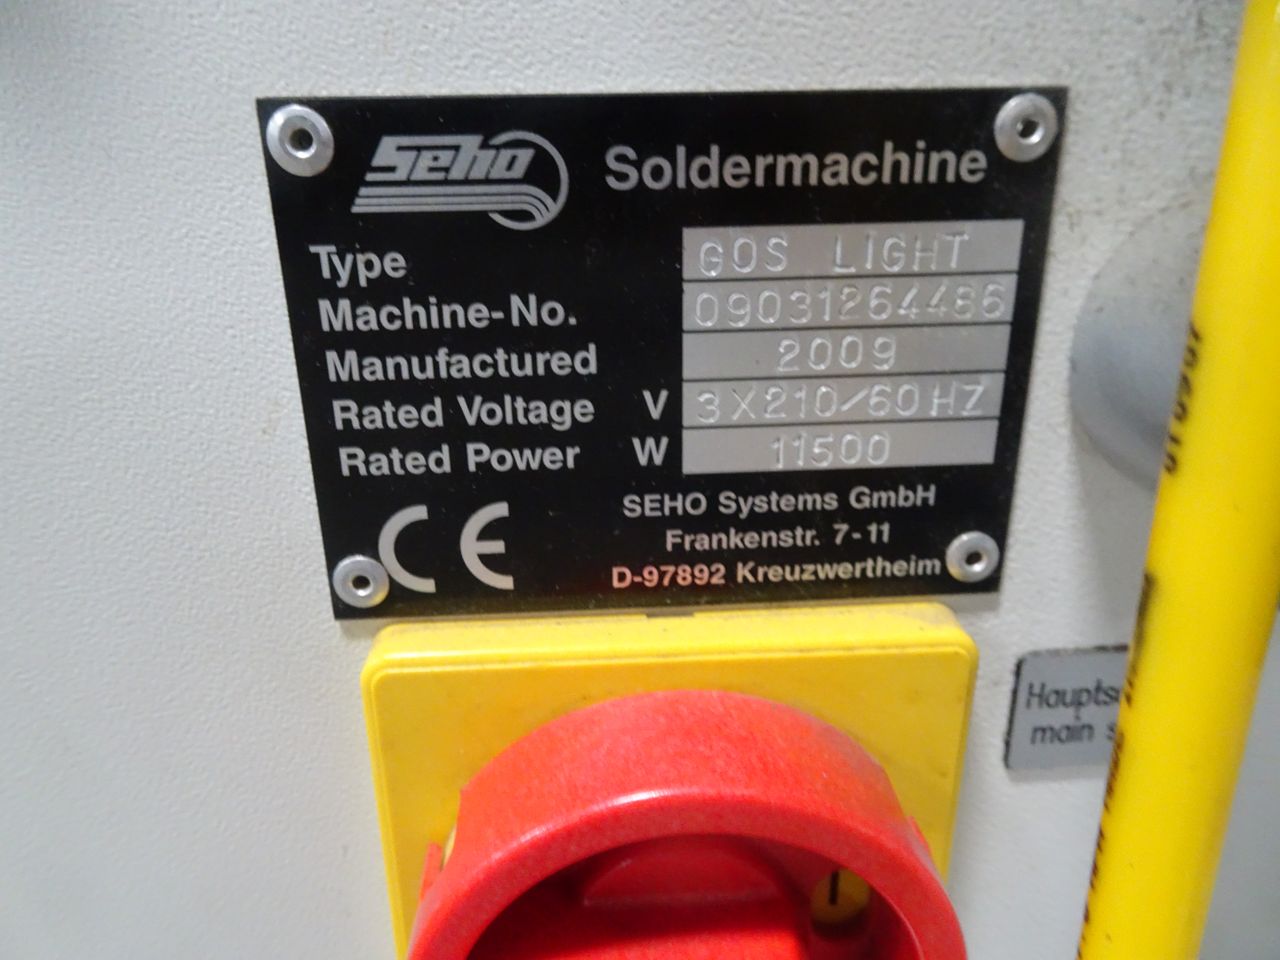 Seho Soldermachine
Type GOS LIGHT
Machine-No. 09031264486
Manufactured 2009
Rated Voltage V 3X210/60HZ
Rated Power W 11500
SEHO Systems GmbH
Frankenstr. 7-11
D-97892 Kreuzwertheim
CE
main
I